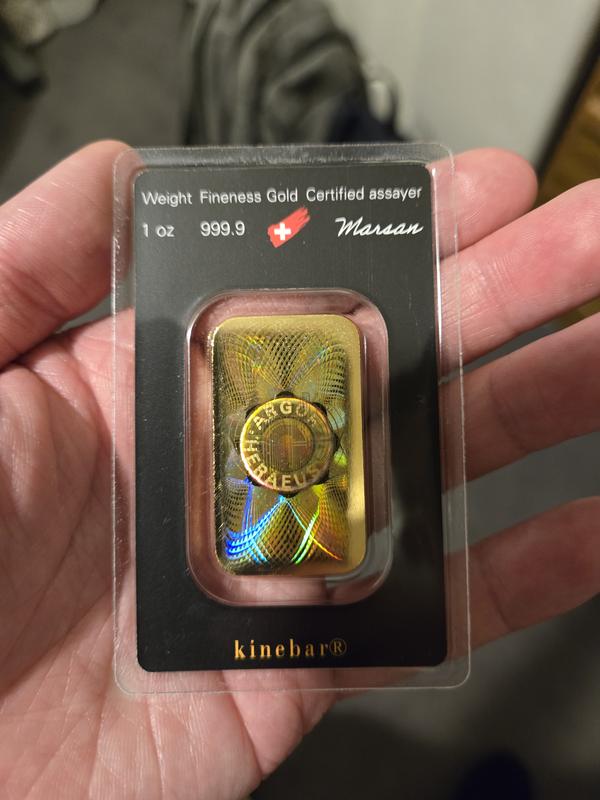 Weight Fineness Gold Certified assayer
1 oz 999.9 Marsan
ARGOR
HERAEUS
kinebar®